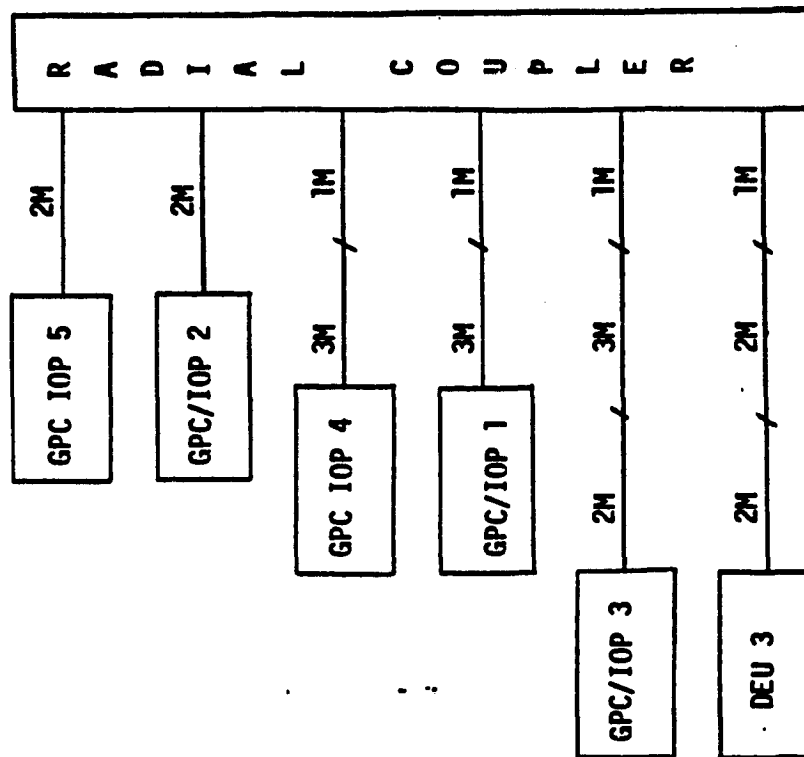 RADIAL COUPLER
2M
2M
1M
1M
1M
1M
3M
3M
3M
2M
2M
2M
GPC IOP 5
GPC/IOP 2
GPC IOP 4
GPC/IOP 1
GPC/IOP 3
DEU 3